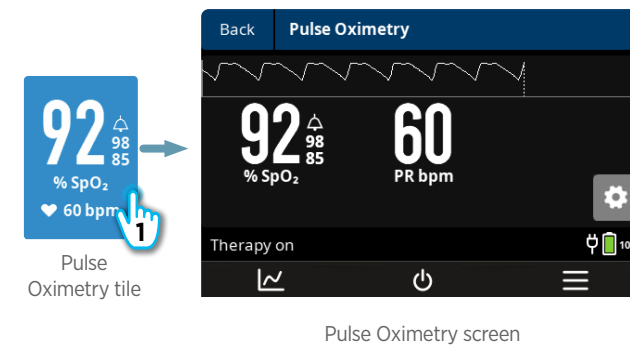 Back Pulse Oximetry
92 98 85
% SpO₂
60 bpm
1
Pulse
Oximetry tile
92 98 85
% SpO₂
60
PR bpm
Therapy on
10
Pulse Oximetry screen